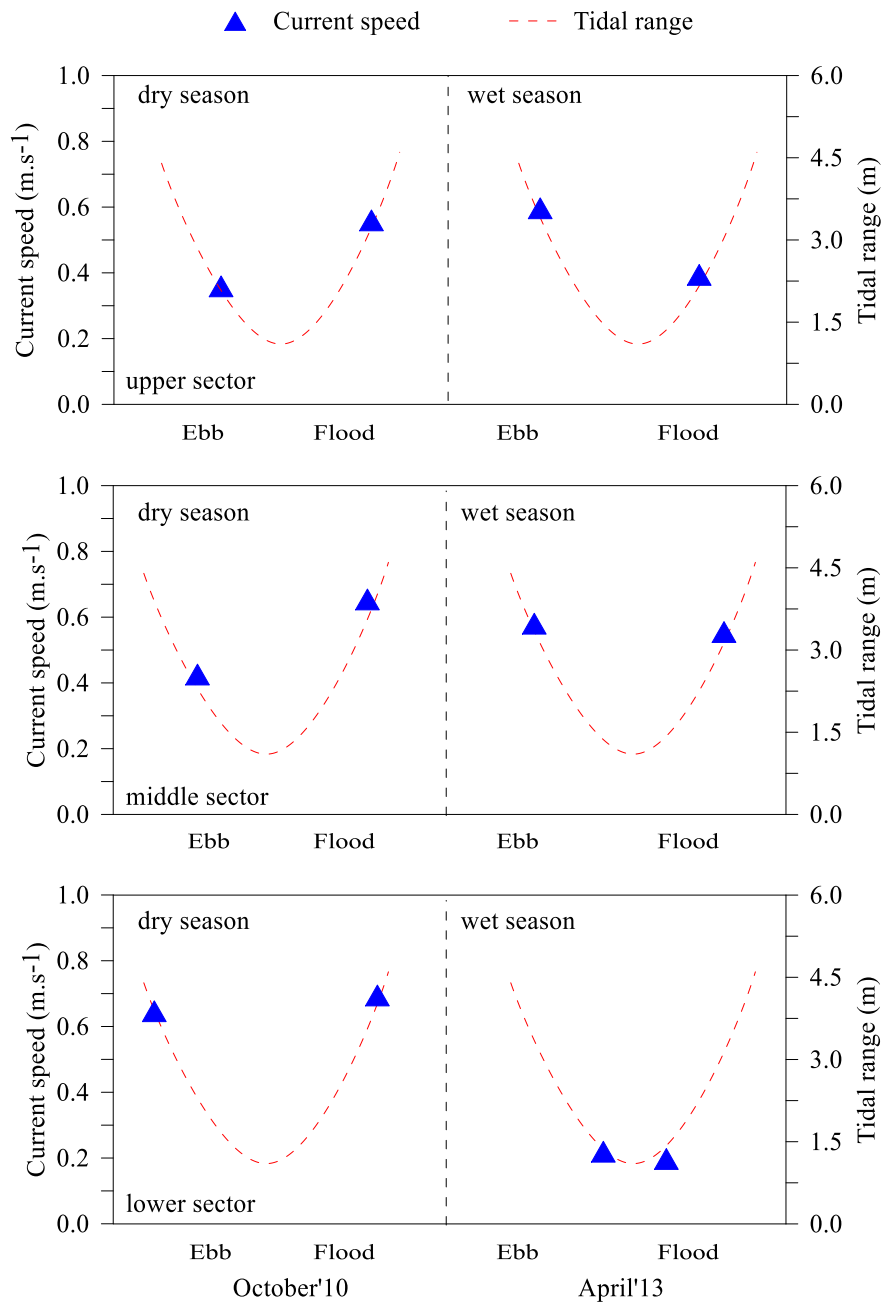 Current speed Tidal range
1.0 dry season wet season 6.0
0.8
4.5
0.6
3.0
0.4
1.5
0.2
upper sector
0.0 0.0
Current speed (m.s-1)
Tidal range (m)
Ebb Flood Ebb Flood
1.0 dry season wet season 6.0
0.8
4.5
0.6
3.0
0.4
1.5
0.2
middle sector
0.0 0.0
Current speed (m.s-1)
Tidal range (m)
Ebb Flood Ebb Flood
1.0 dry season wet season 6.0
0.8
4.5
0.6
3.0
0.4
1.5
0.2
lower sector
0.0 0.0
Current speed (m.s-1)
Tidal range (m)
Ebb Flood Ebb Flood
October'10 April'13